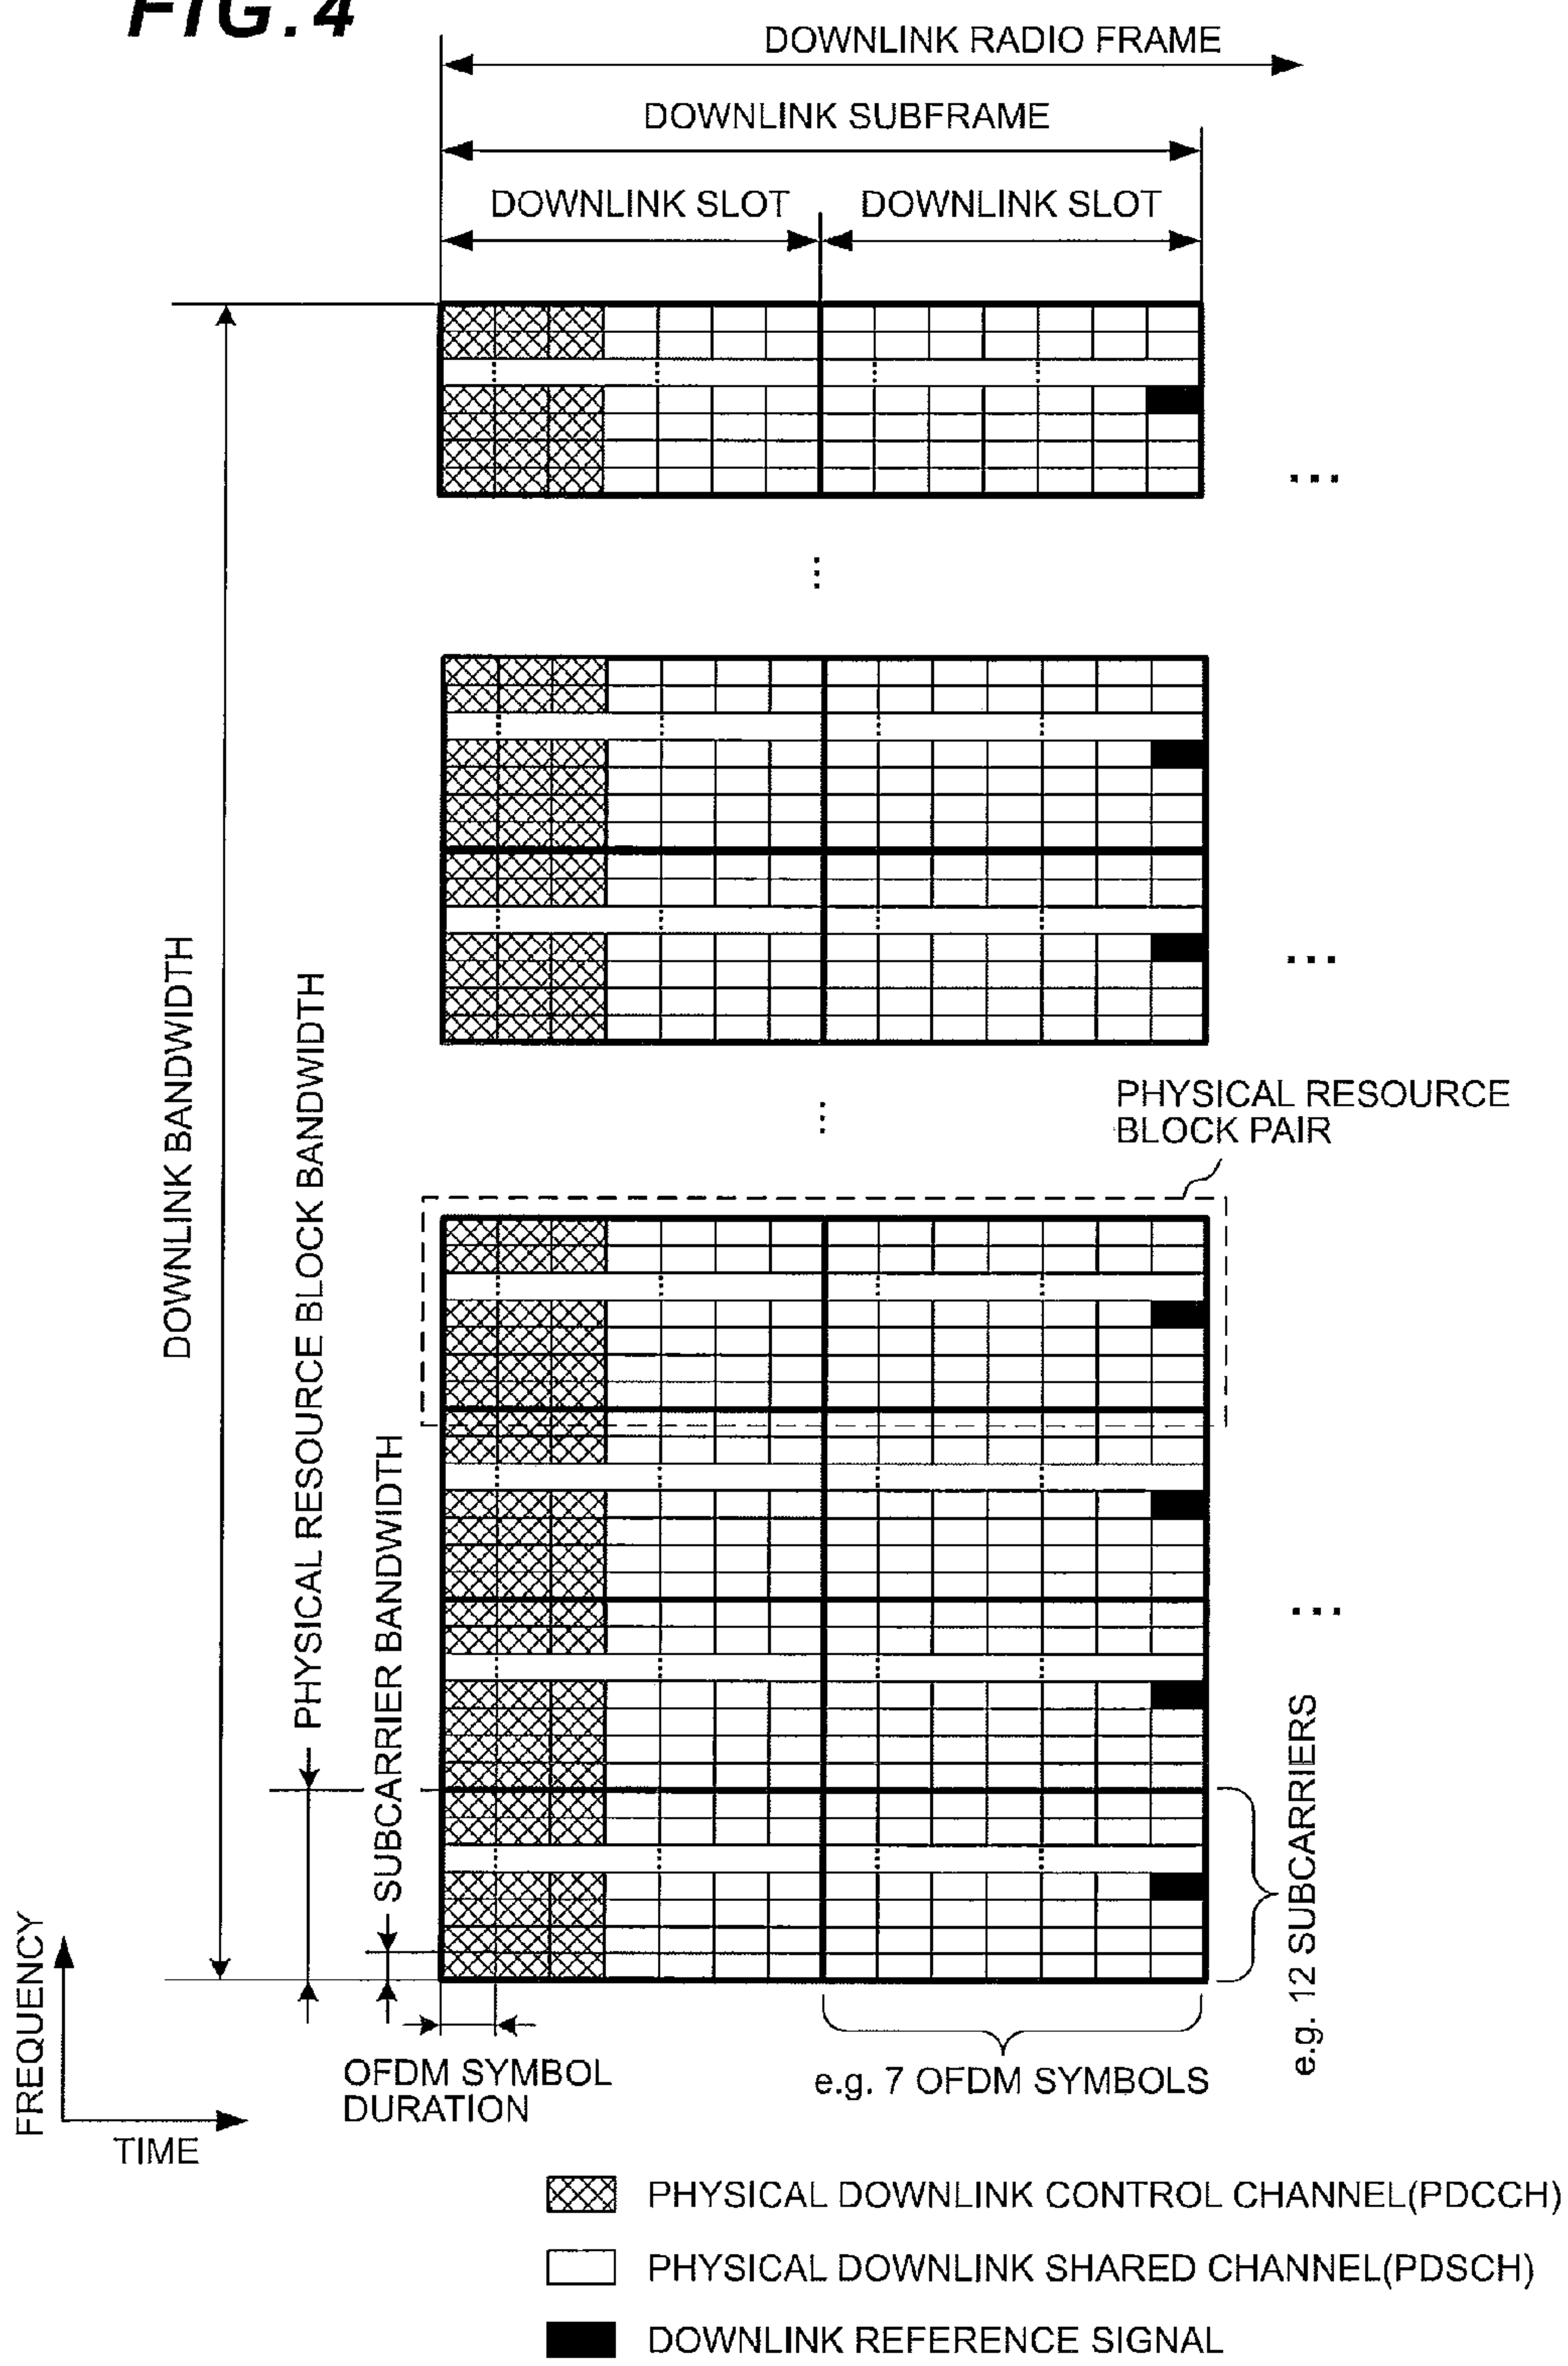 FIG. 4
DOWNLINK RADIO FRAME
DOWNLINK SUBFRAME
DOWNLINK SLOT
DOWNLINK SLOT
...
...
...
...
PHYSICAL RESOURCE
BLOCK PAIR
DOWNLINK BANDWIDTH
PHYSICAL RESOURCE BLOCK BANDWIDTH
SUBCARRIER BANDWIDTH
...
e.g. 12 SUBCARRIERS
FREQUENCY
TIME
OFDM SYMBOL
DURATION
e.g. 7 OFDM SYMBOLS
PHYSICAL DOWNLINK CONTROL CHANNEL(PDCCH)
PHYSICAL DOWNLINK SHARED CHANNEL(PDSCH)
DOWNLINK REFERENCE SIGNAL